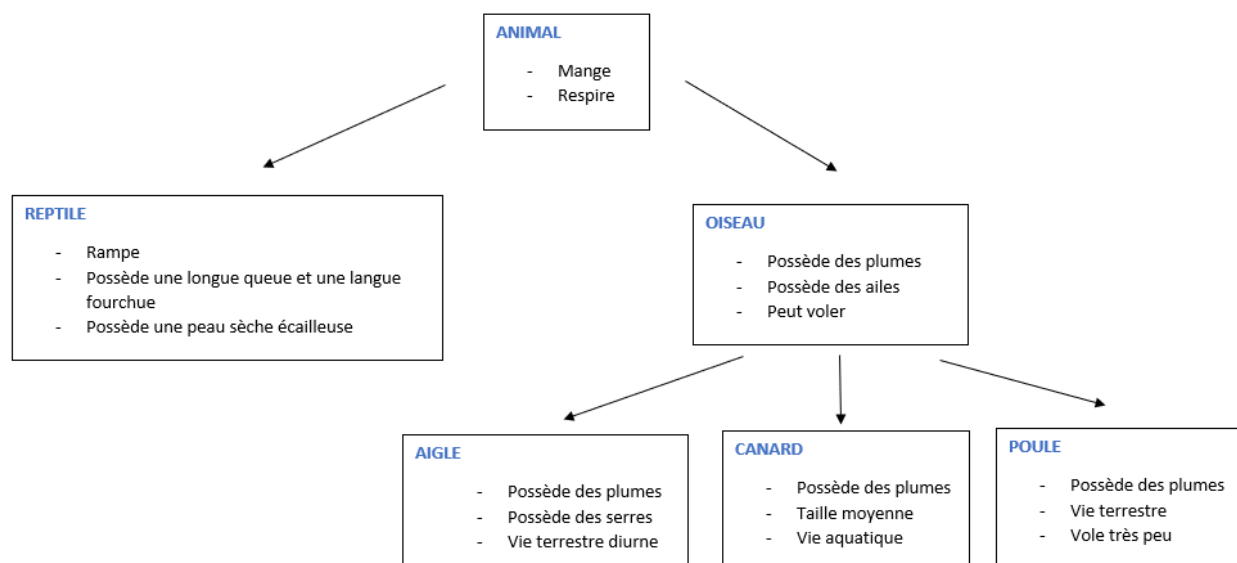 ANIMAL
- Mange
- Respire
REPTILE
- Rampe
- Possède une longue queue et une langue
fourchue
- Possède une peau sèche écailleuse
OISEAU
- Possède des plumes
- Possède des ailes
- Peut voler
AIGLE
- Possède des plumes
- Possède des serres
- Vie terrestre diurne
CANARD
- Possède des plumes
- Taille moyenne
- Vie aquatique
POULE
- Possède des plumes
- Vie terrestre
- Vole très peu